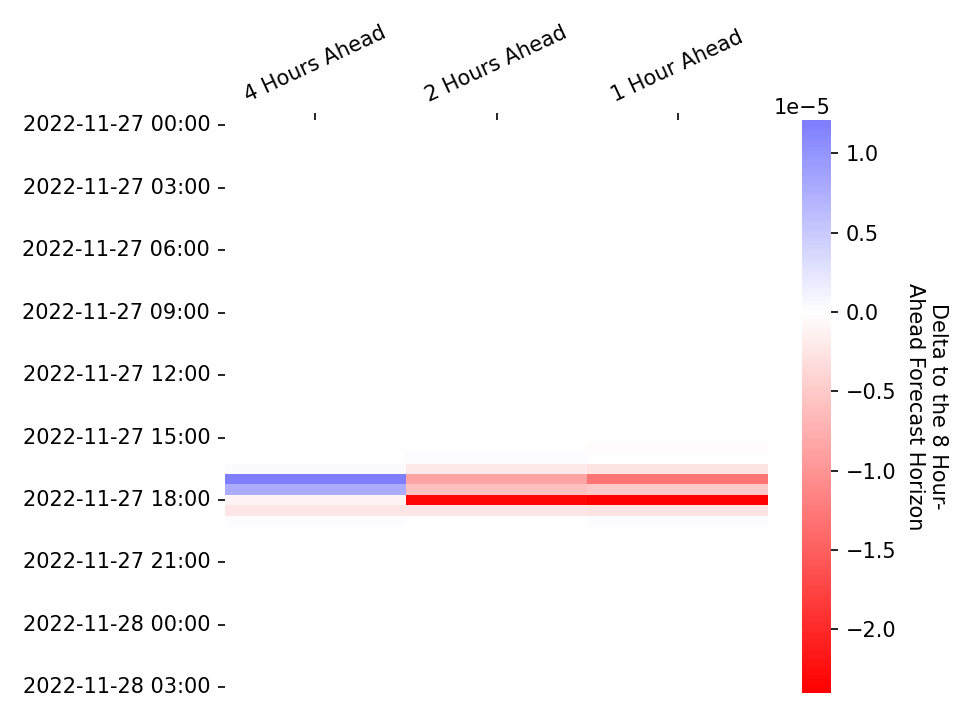 4 Hours Ahead
2 Hours Ahead
1 Hour Ahead
1e−5
2022-11-27 00:00
2022-11-27 03:00
2022-11-27 06:00
2022-11-27 09:00
2022-11-27 12:00
2022-11-27 15:00
2022-11-27 18:00
2022-11-27 21:00
2022-11-28 00:00
2022-11-28 03:00
1.0
0.5
0.0
−0.5
−1.0
−1.5
−2.0
Delta to the 8 Hour-
Ahead Forecast Horizon